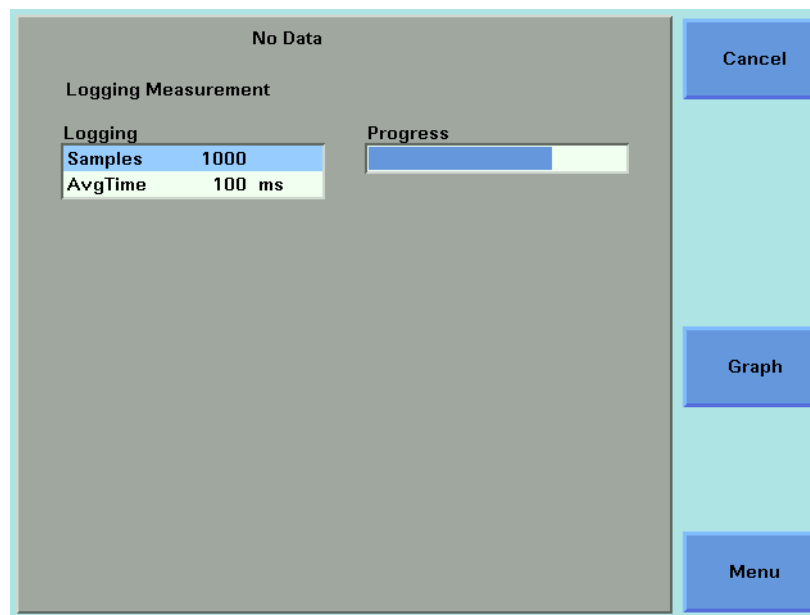 No Data
Cancel
Logging Measurement
Logging
Progress
Samples 1000
AvgTime 100 ms
Graph
Menu